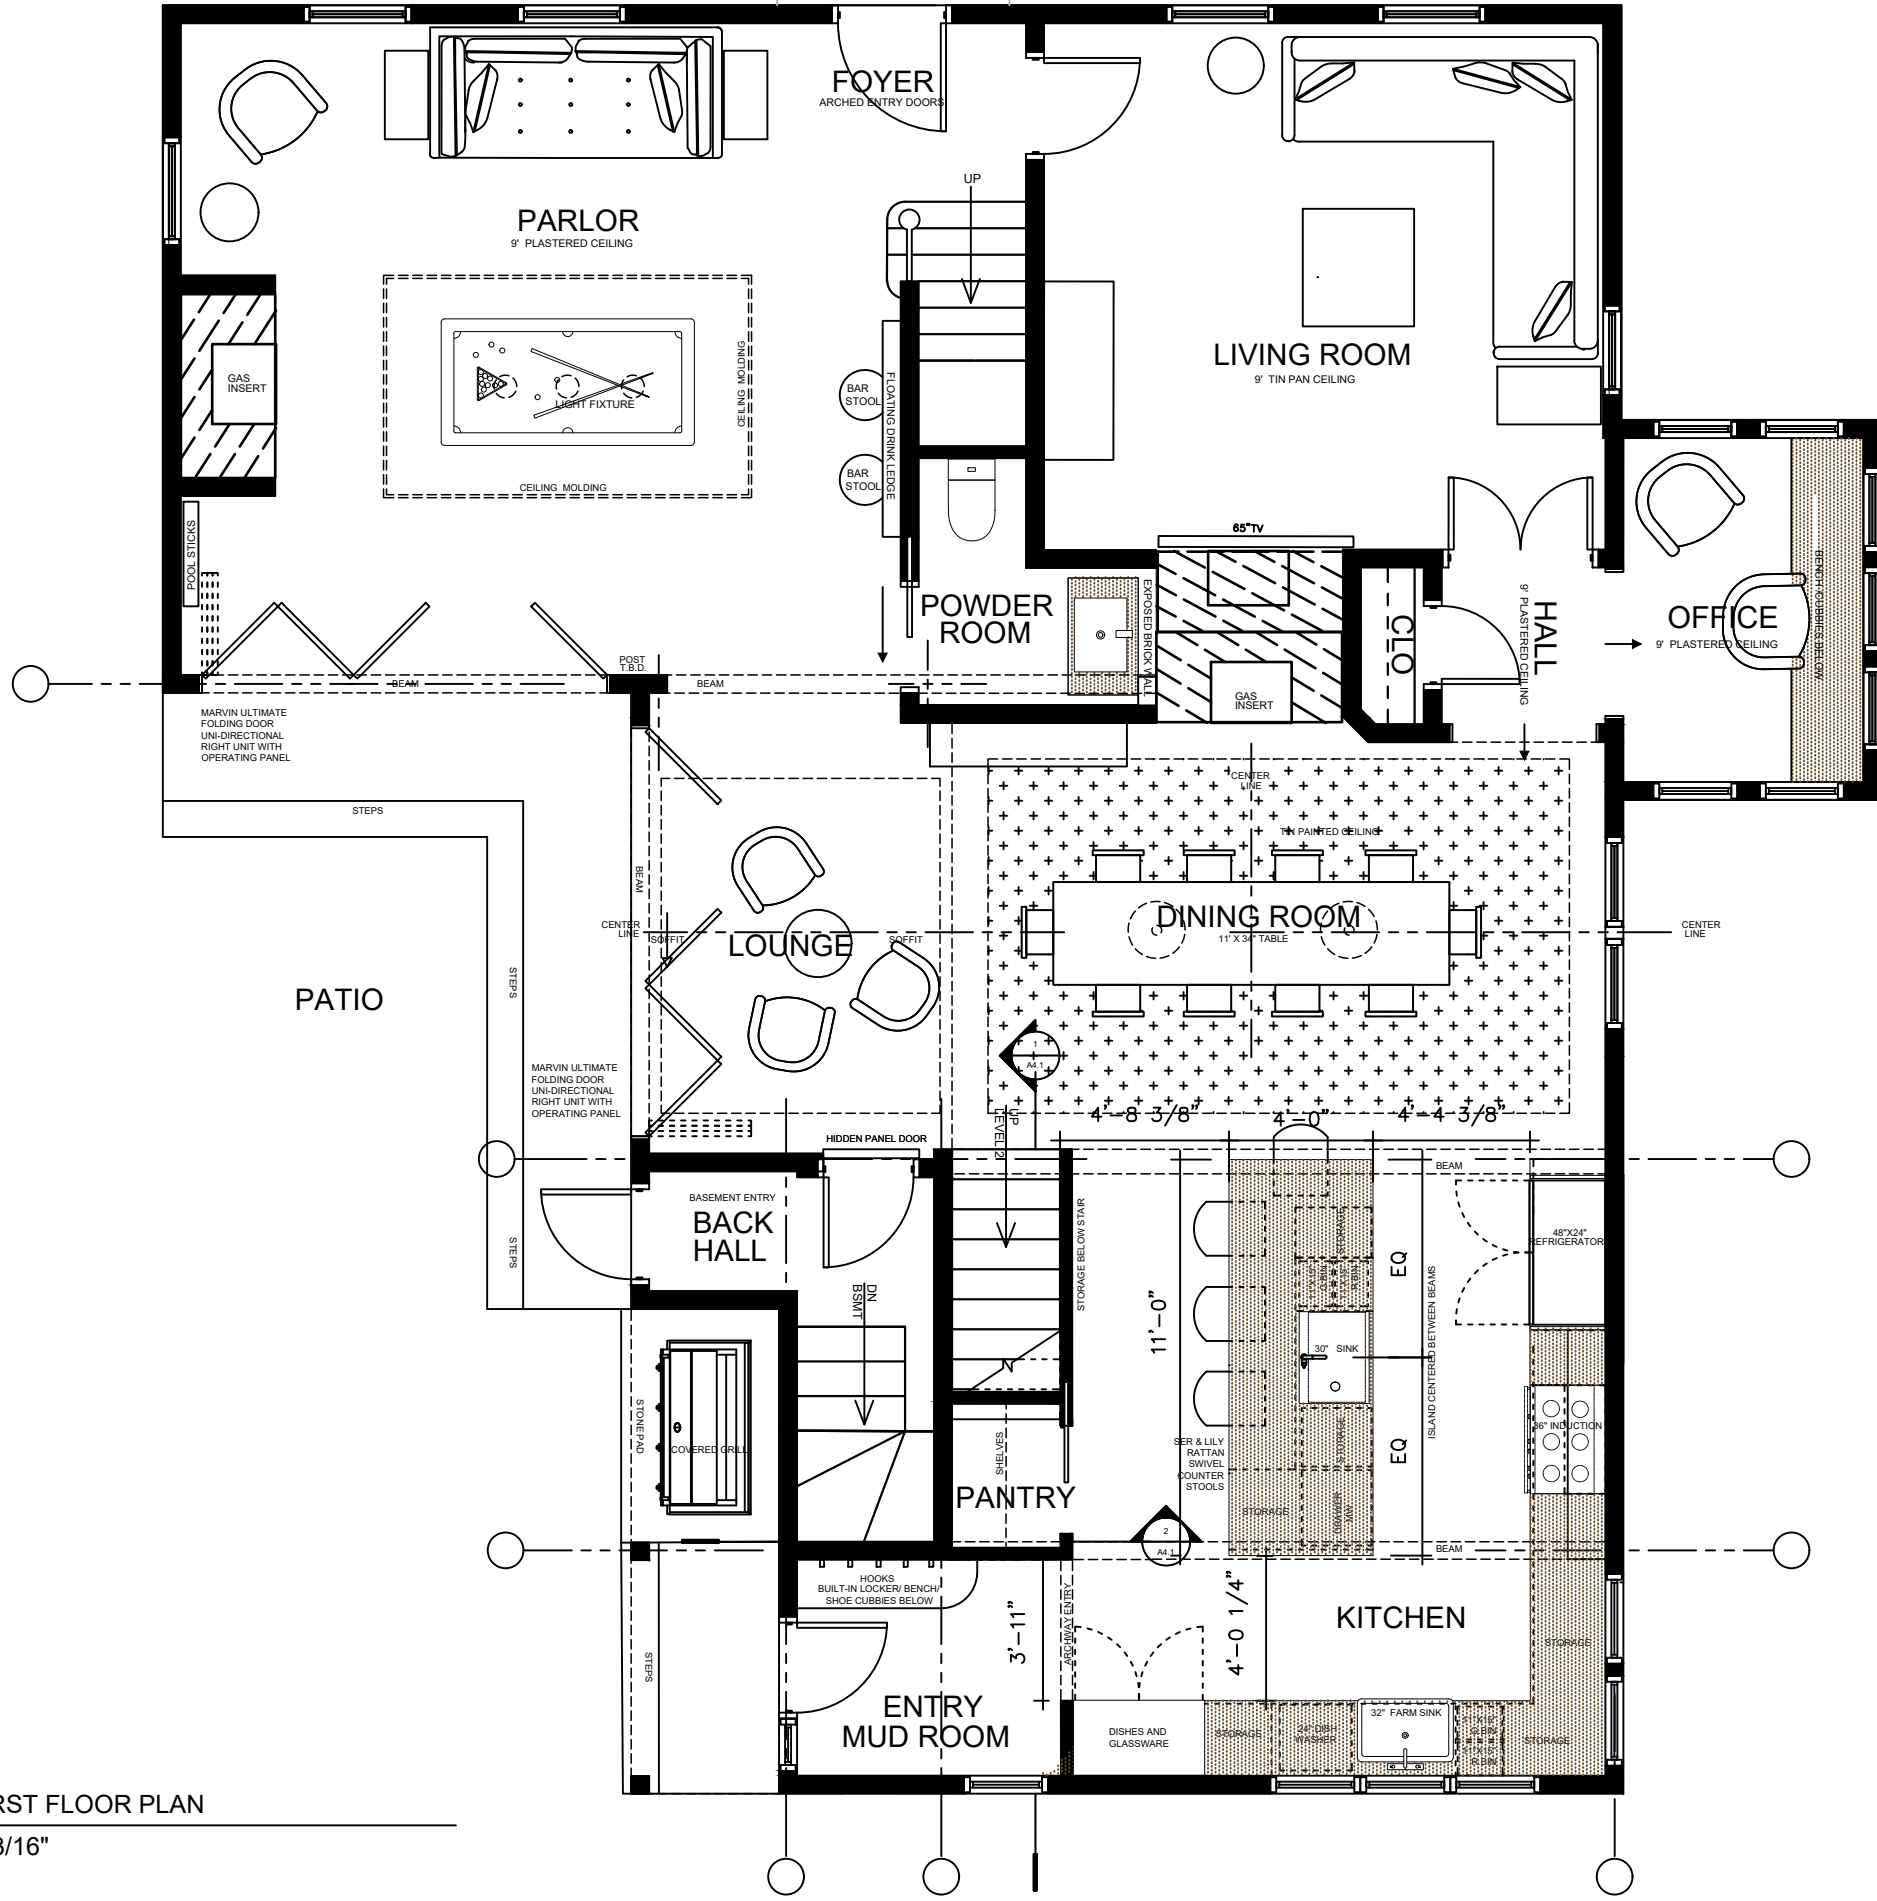 FOYER
ARCHED ENTRY DOORS
UP
PARLOR
9' PLASTERED CEILING
GAS
INSERT
LIGHT FIXTURE
CEILING MOLDING
CEILING MOLDING
BAR
STOOL
BAR
STOOL
FLOATING DRINK LEDGE
LIVING ROOM
9' TIN PAN CEILING
65"TV
POOL STICKS
POWDER
ROOM
EXPOSED BRICK WALL
GAS
INSERT
CLO
HALL
9' PLASTERED CEILING
OFFICE
9' PLASTERED CEILING
POST
T.B.D.
BEAM
BEAM
MARVIN ULTIMATE
FOLDING DOOR
UNI-DIRECTIONAL
RIGHT UNIT WITH
OPERATING PANEL
STEPS
STEPS
STEPS
PATIO
BEAM
CENTER
LINE
SOFFIT
LOUNGE
SOFFIT
CENTER
LINE
TIN PAINTED CEILING
DINING ROOM
11' X 34" TABLE
CENTER
LINE
MARVIN ULTIMATE
FOLDING DOOR
UNI-DIRECTIONAL
RIGHT UNIT WITH
OPERATING PANEL
1
A4.1
UP
LEVEL 2
4'-8 3/8"
4'-0"
4'-4 3/8"
HIDDEN PANEL DOOR
BASEMENT ENTRY
BACK
HALL
DN
BSMT
STORAGE BELOW STAIR
11'-0"
BEAM
EQ
EQ
ISLAND CENTERED BETWEEN BEAMS
48"X24"
REFRIGERATOR
STORAGE
30" SINK
STORAGE
STORAGE
36" INDUCTION
STONE PAD
COVERED GRILL
SHELVES
PANTRY
SER & LILY
RATTAN
SWIVEL
COUNTER
STOOLS
2
A4.1
BEAM
HOOKS
BUILT-IN LOCKER/ BENCH/
SHOE CUBBIES BELOW
3'-11"
ARCHWAY ENTRY
4'-0 1/4"
KITCHEN
STORAGE
STEPS
ENTRY
MUD ROOM
DISHES AND
GLASSWARE
STORAGE
24" DISH
WASHER
32" FARM SINK
STORAGE
RST FLOOR PLAN
3/16"